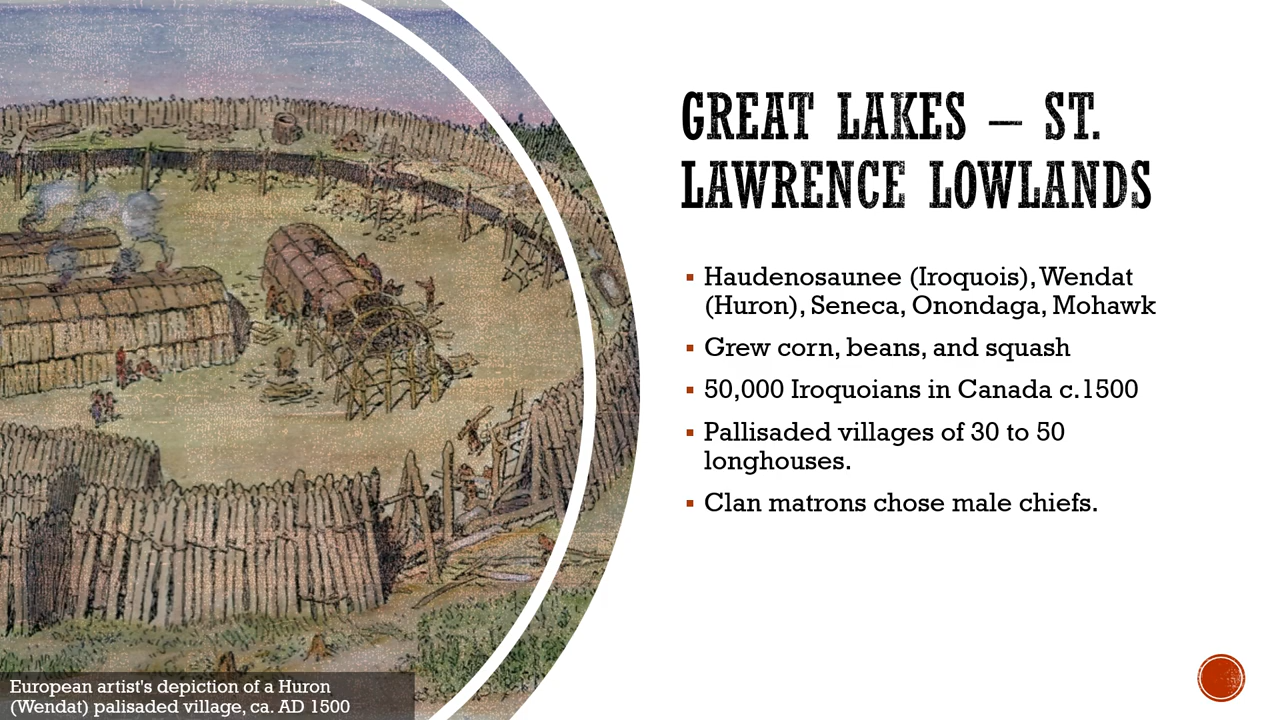 GREAT LAKES – ST.
LAWRENCE LOWLANDS
▪ Haudenosaunee (Iroquois), Wendat
(Huron), Seneca, Onondaga, Mohawk
▪ Grew corn, beans, and squash
▪ 50,000 Iroquoians in Canada c.1500
▪ Pallisaded villages of 30 to 50
longhouses.
▪ Clan matrons chose male chiefs.
European artist's depiction of a Huron
(Wendat) palisaded village, ca. AD 1500